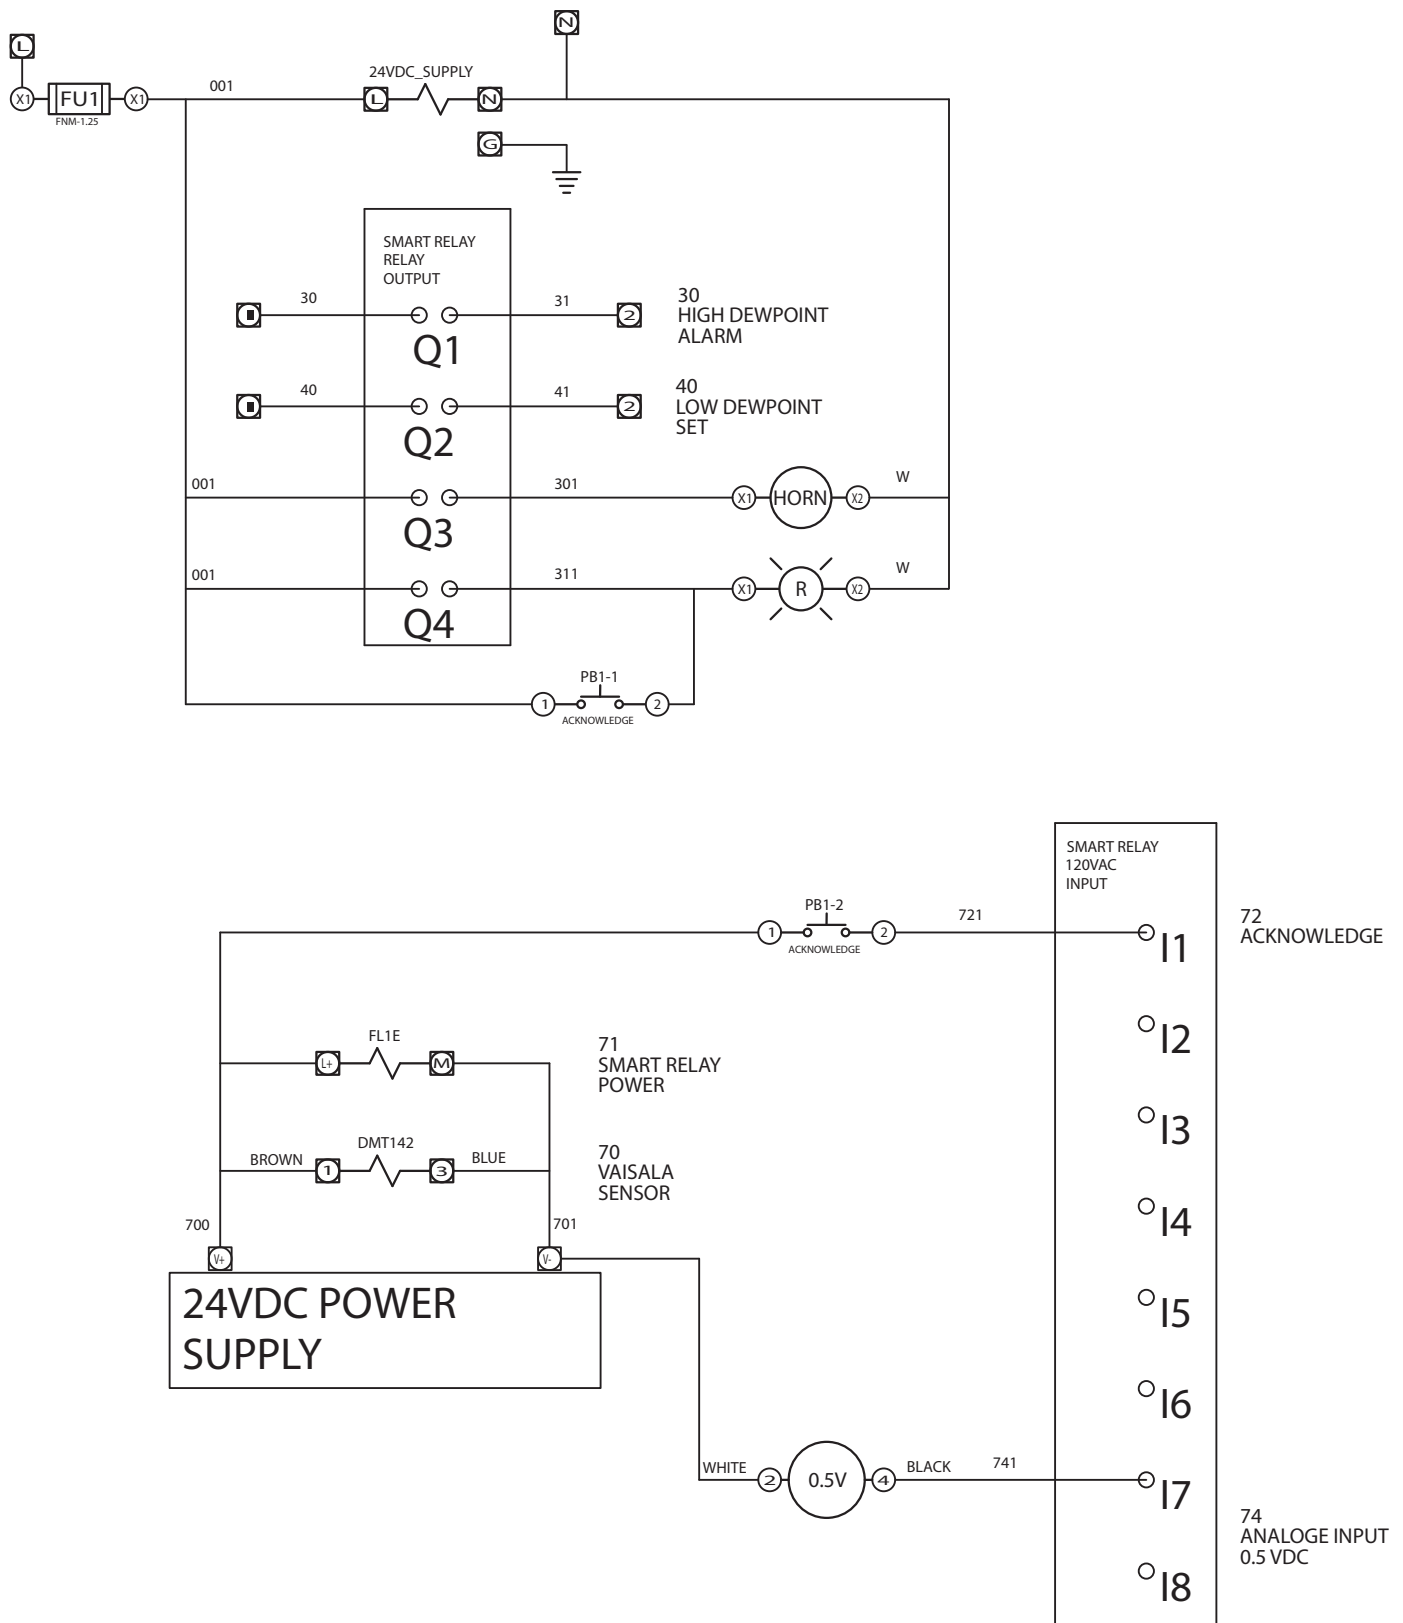 N
L
24VDC_SUPPLY
001
X1
FU1
X1
L
N
FNM-1.25
G
SMART RELAY
RELAY
OUTPUT
30
31
2
30
HIGH DEWPOINT
ALARM
Q1
40
41
2
40
LOW DEWPOINT
SET
Q2
001
301
X1
HORN
X2
W
Q3
001
311
X1
R
X2
W
Q4
PB1-1
1
2
ACKNOWLEDGE
SMART RELAY
120VAC
INPUT
PB1-2
721
1
2
ACKNOWLEDGE
I1
72
ACKNOWLEDGE
I2
FL1E
L+
M
71
SMART RELAY
POWER
I3
DMT142
BROWN
1
3
BLUE
70
VAISALA
SENSOR
I4
700
701
V+
V-
24VDC POWER
SUPPLY
I5
I6
WHITE
2
0.5V
4
BLACK
741
I7
74
ANALOGE INPUT
0.5 VDC
I8